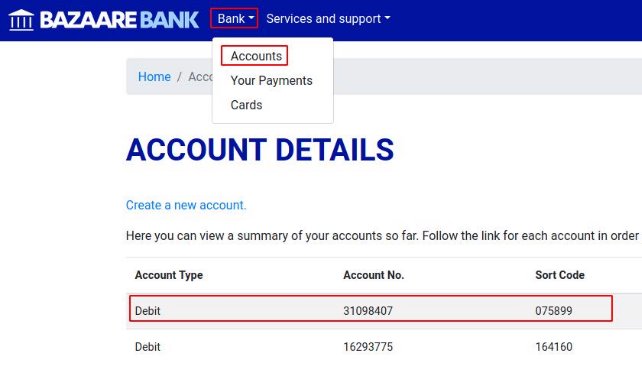 BAZAARE BANK Bank Services and support
Accounts
Your Payments
Cards
Home / Acco
ACCOUNT DETAILS
Create a new account.
Here you can view a summary of your accounts so far. Follow the link for each account in order
Account Type Account No. Sort Code
Debit 31098407 075899
Debit 16293775 164160